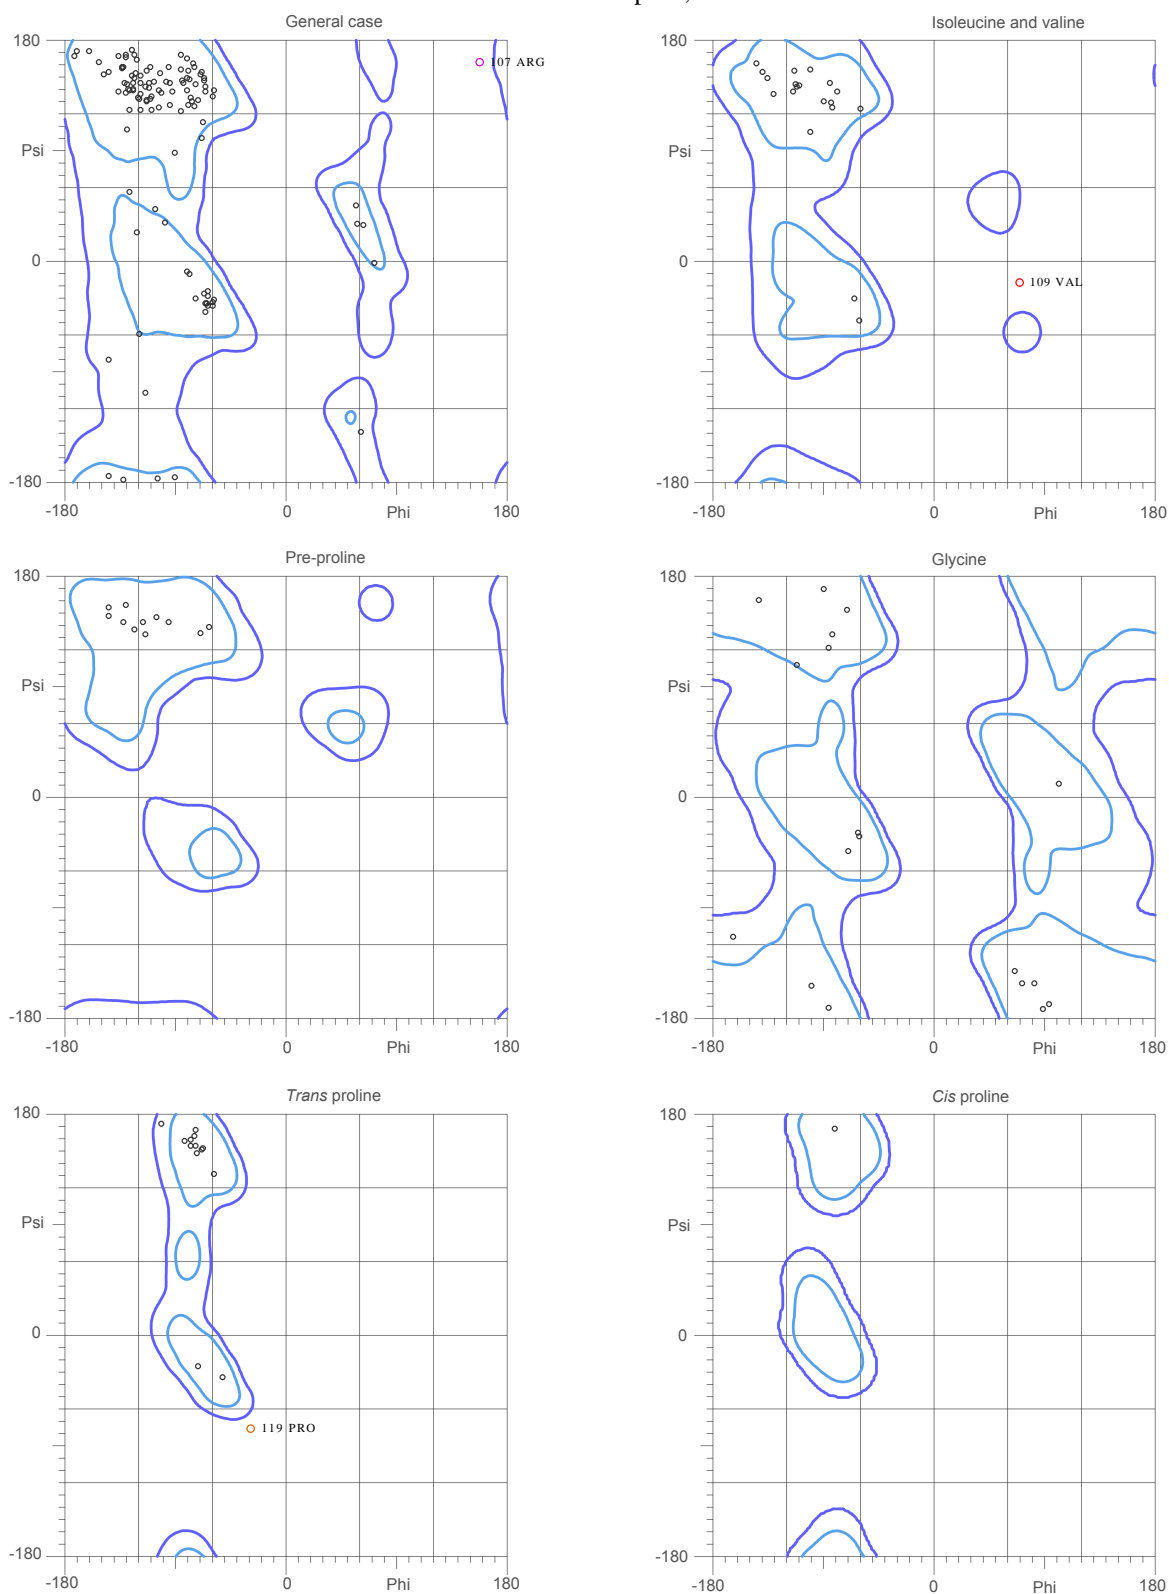 General case
180
107 ARG
Psi
0
-180
-180
0
Phi
180
Isoleucine and valine
180
Psi
0
109 VAL
-180
-180
0
Phi
180
Pre-proline
180
Psi
0
-180
-180
0
Phi
180
Glycine
180
Psi
0
-180
-180
0
Phi
180
Trans proline
180
Psi
0
119 PRO
-180
-180
0
Phi
180
Cis proline
180
Psi
0
-180
-180
0
Phi
180